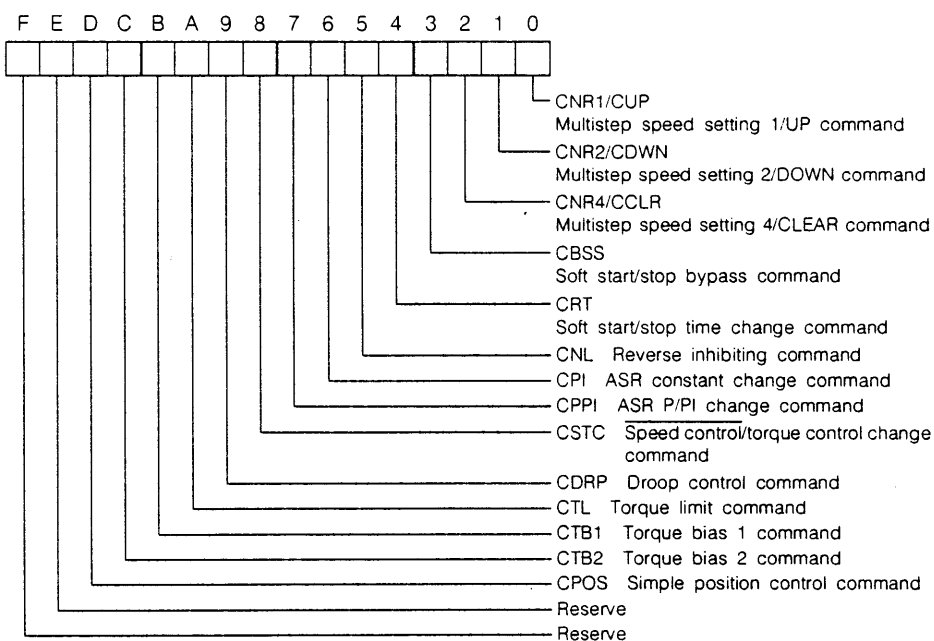 F E D C B A 9 8 7 6 5 4 3 2 1 0
CNR1/CUP
Multistep speed setting 1/UP command
CNR2/CDWN
Multistep speed setting 2/DOWN command
CNR4/CCLR
Multistep speed setting 4/CLEAR command
CBSS
Soft start/stop bypass command
CRT
Soft start/stop time change command
CNL Reverse inhibiting command
CPI ASR constant change command
CPPI ASR P/PI change command
CSTC Speed control/torque control change
command
CDRP Droop control command
CTL Torque limit command
CTB1 Torque bias 1 command
CTB2 Torque bias 2 command
CPOS Simple position control command
Reserve
Reserve